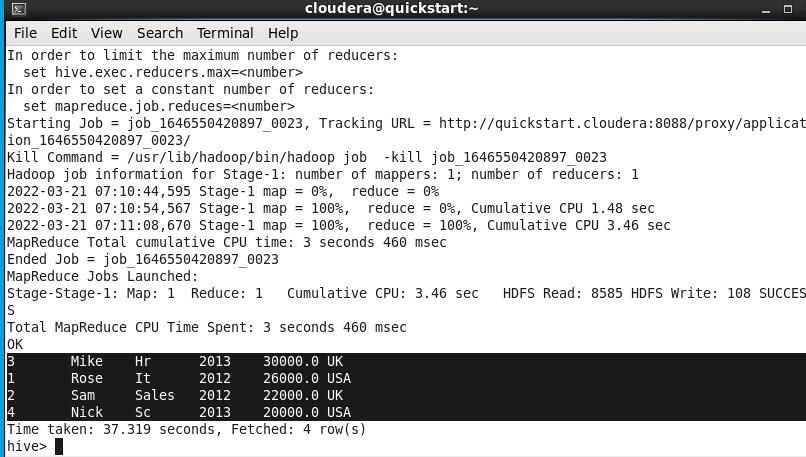 cloudera@quickstart:~
File Edit View Search Terminal Help
In order to limit the maximum number of reducers:
  set hive.exec.reducers.max=<number>
In order to set a constant number of reducers:
  set mapreduce.job.reduces=<number>
Starting Job = job_1646550420897_0023, Tracking URL = http://quickstart.cloudera:8088/proxy/applicat
ion_1646550420897_0023/
Kill Command = /usr/lib/hadoop/bin/hadoop job  -kill job_1646550420897_0023
Hadoop job information for Stage-1: number of mappers: 1; number of reducers: 1
2022-03-21 07:10:44,595 Stage-1 map = 0%,  reduce = 0%
2022-03-21 07:10:54,567 Stage-1 map = 100%,  reduce = 0%, Cumulative CPU 1.48 sec
2022-03-21 07:11:08,670 Stage-1 map = 100%,  reduce = 100%, Cumulative CPU 3.46 sec
MapReduce Total cumulative CPU time: 3 seconds 460 msec
Ended Job = job_1646550420897_0023
MapReduce Jobs Launched:
Stage-Stage-1: Map: 1  Reduce: 1   Cumulative CPU: 3.46 sec   HDFS Read: 8585 HDFS Write: 108 SUCCES
S
Total MapReduce CPU Time Spent: 3 seconds 460 msec
OK
3       Mike    Hr      2013    30000.0 UK
1       Rose    It      2012    26000.0 USA
2       Sam     Sales   2012    22000.0 UK
4       Nick    Sc      2013    20000.0 USA
Time taken: 37.319 seconds, Fetched: 4 row(s)
hive>